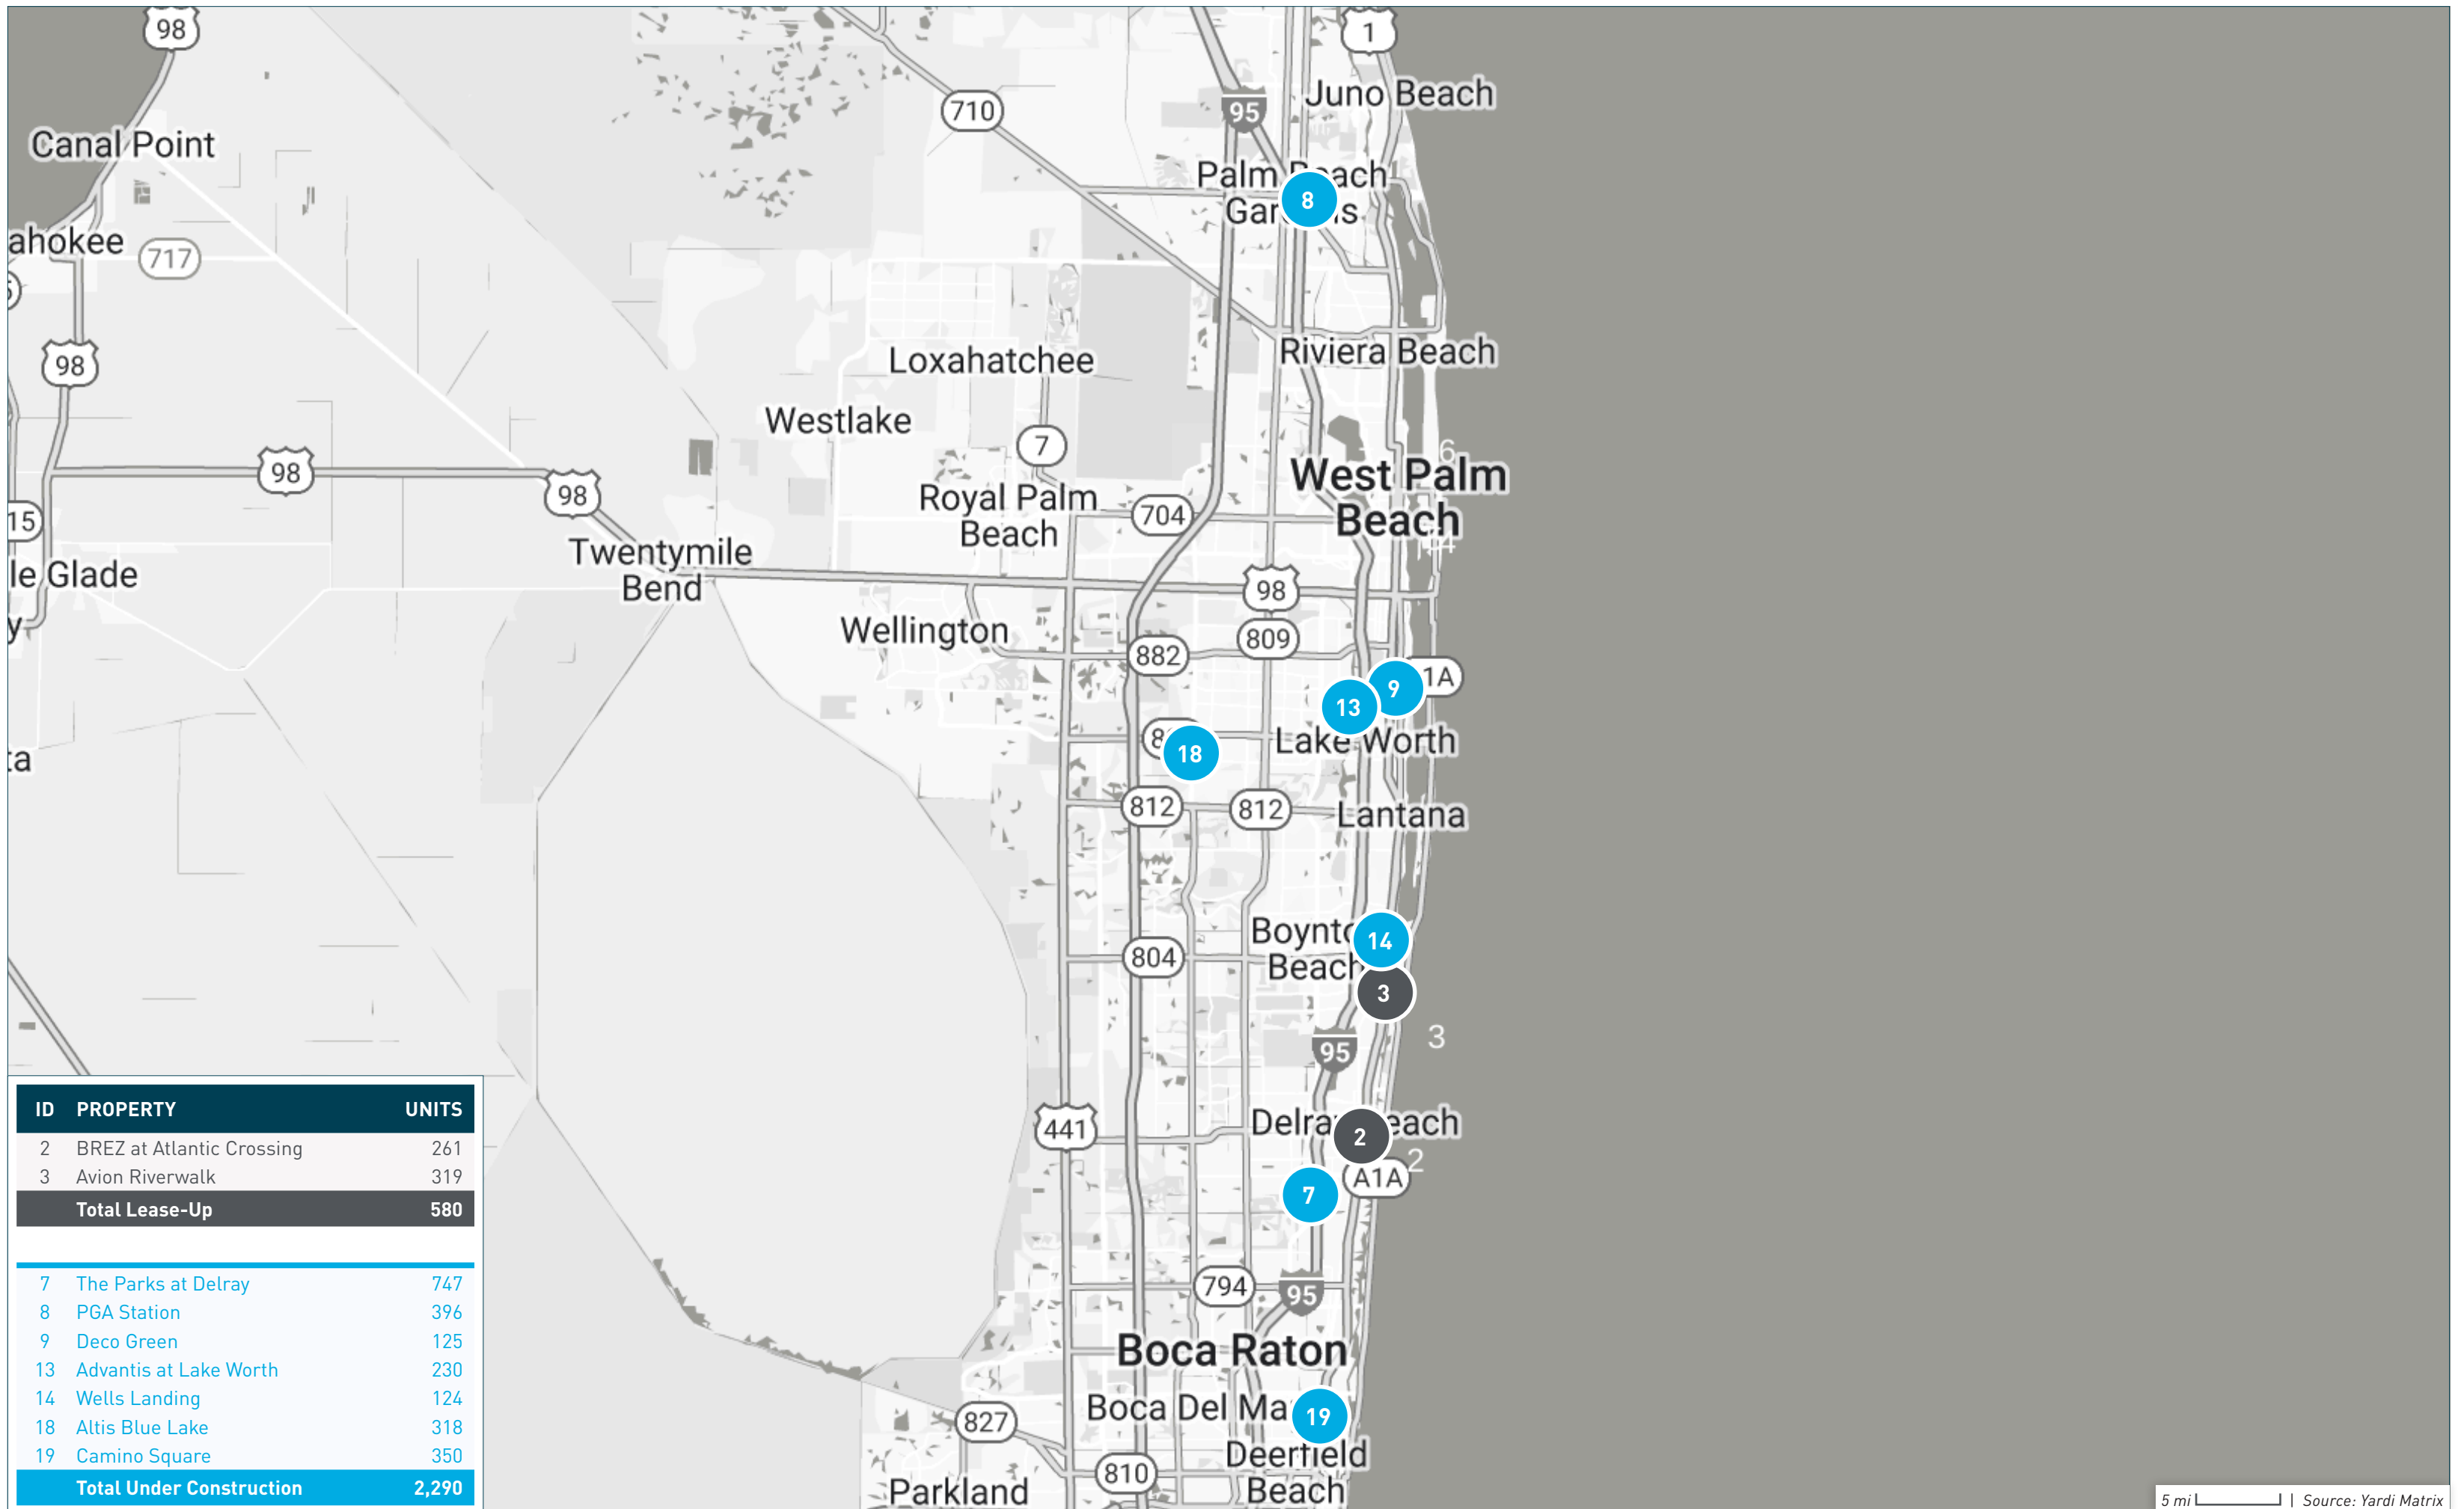 98
1
Juno Beach
95
710
Canal Point
Palm Beach
8
ahokee
717
98
Loxahatchee
Riviera Beach
Westlake
7
6
98
98
West Palm
Beach
Royal Palm
Beach
15
704
Twentymile
Bend
le Glade
98
y
Wellington
809
882
1A
9
13
ta
18
Lake Worth
812
812
Lantana
14
804
Beach
3
3
95
441
2
2
A1A
7
794
95
Boca Raton
Boca Del Ma
19
827
Deerfield
Beach
810
Parkland
ID PROPERTY UNITS
2 BREZ at Atlantic Crossing 261
3 Avion Riverwalk 319
Total Lease-Up 580
7 The Parks at Delray 747
8 PGA Station 396
9 Deco Green 125
13 Advantis at Lake Worth 230
14 Wells Landing 124
18 Altis Blue Lake 318
19 Camino Square 350
Total Under Construction 2,290
5 mi | Source: Yardi Matrix